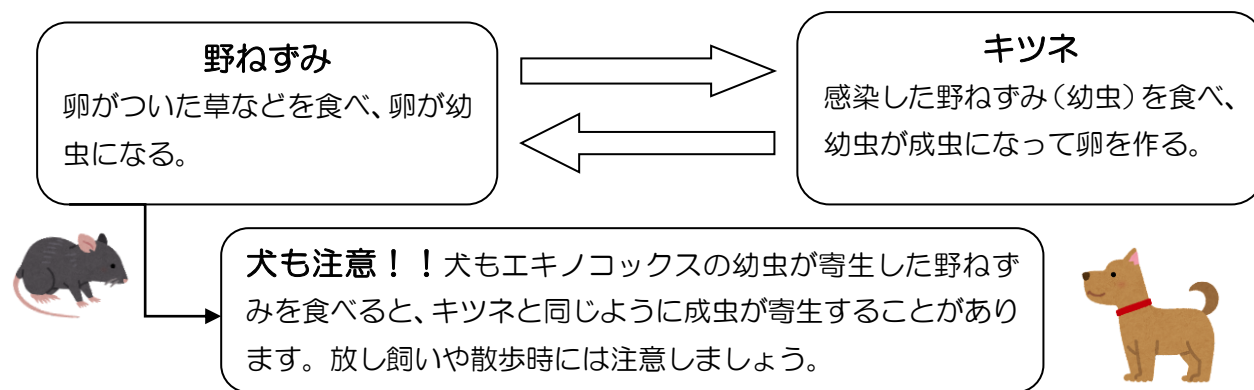 野ねずみ
卵がついた草などを食べ、卵が幼
虫になる。
キツネ
感染した野ねずみ（幼虫）を食べ、
幼虫が成虫になって卵を作る。
犬も注意！！犬もエキノコックスの幼虫が寄生した野ねず
みを食べると、キツネと同じように成虫が寄生することがあり
ます。放し飼いや散歩時には注意しましょう。